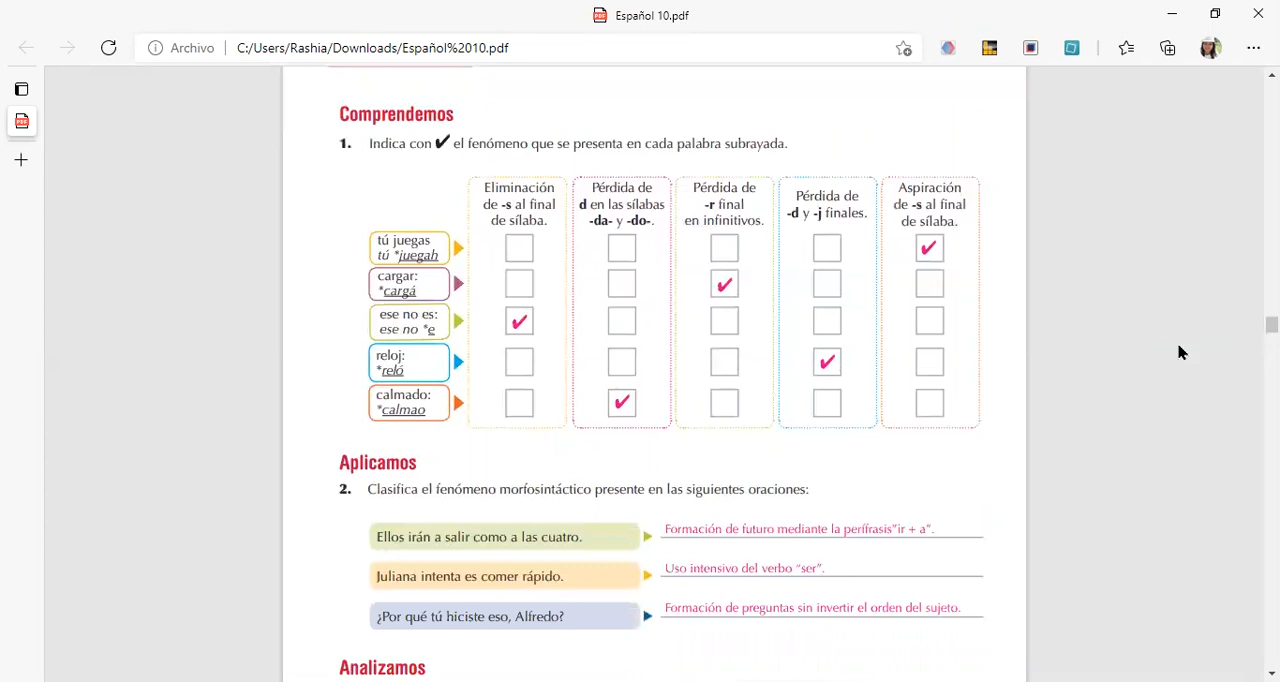 Español 10.pdf
Archivo | C:/Users/Rashia/Downloads/Español%2010.pdf
Comprendemos
1. Indica con ✔ el fenómeno que se presenta en cada palabra subrayada.
Eliminación
de -s al final
de sílaba.
Pérdida de
d en las sílabas
-da- y -do-.
Pérdida de
-r final
en infinitivos.
Pérdida de
-d y -j finales.
Aspiración
de -s al final
de sílaba.
tú juegas
tú *juegah
✔
cargar:
*cargá
✔
ese no es:
ese no *e
✔
reloj:
*reló
✔
calmado:
*calmao
✔
Aplicamos
2. Clasifica el fenómeno morfosintáctico presente en las siguientes oraciones:
Ellos irán a salir como a las cuatro.
Formación de futuro mediante la perífrasis"ir + a".
Juliana intenta es comer rápido.
Uso intensivo del verbo "ser".
¿Por qué tú hiciste eso, Alfredo?
Formación de preguntas sin invertir el orden del sujeto.
Analizamos